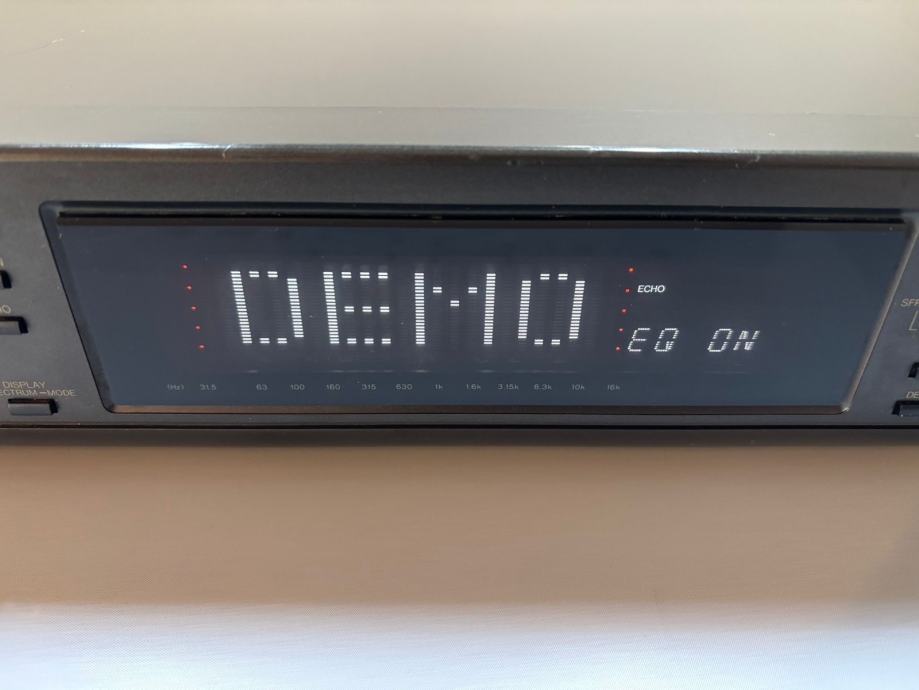 DEMO
ECHO
EQ ON
(Hz) 31.5 63 100 160 315 630 1k 1.6k 3.15k 6.3k 10k 16k
DISPLAY